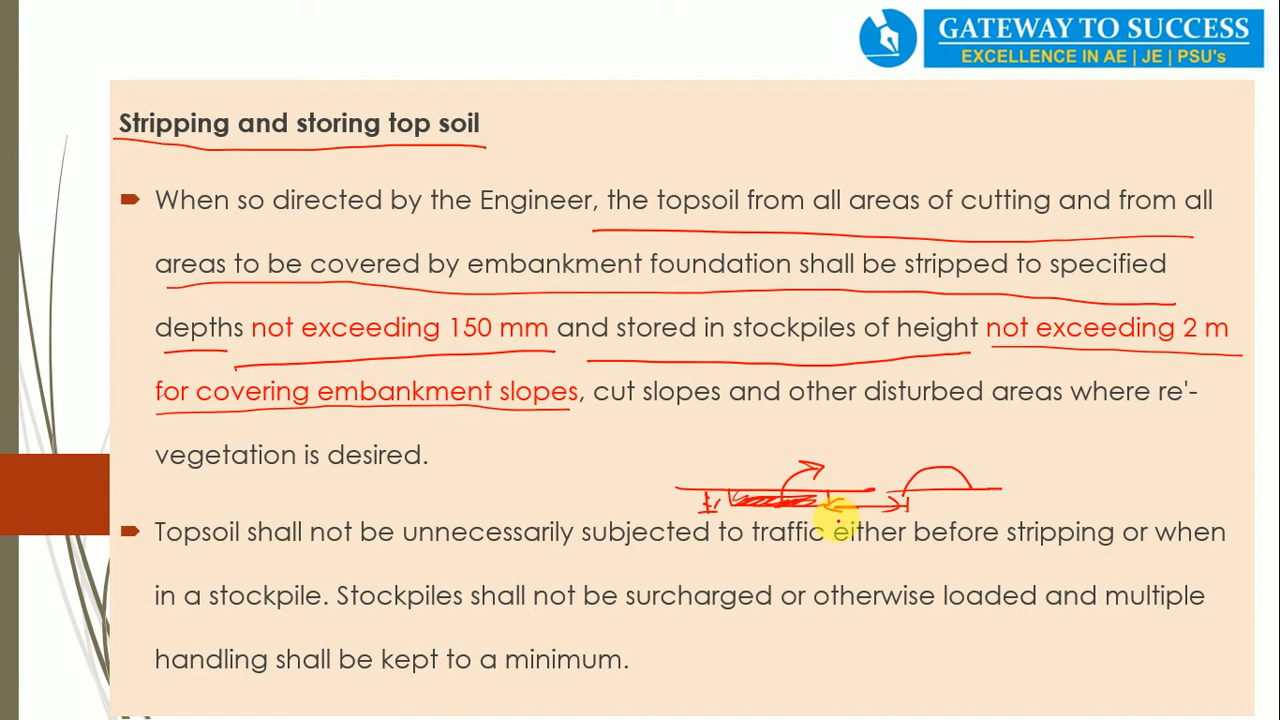 GATEWAY TO SUCCESS
EXCELLENCE IN AE | JE | PSU's
Stripping and storing top soil
When so directed by the Engineer, the topsoil from all areas of cutting and from all
areas to be covered by embankment foundation shall be stripped to specified
depths not exceeding 150 mm and stored in stockpiles of height not exceeding 2 m
for covering embankment slopes, cut slopes and other disturbed areas where re'-
vegetation is desired.
Topsoil shall not be unnecessarily subjected to traffic either before stripping or when
in a stockpile. Stockpiles shall not be surcharged or otherwise loaded and multiple
handling shall be kept to a minimum.